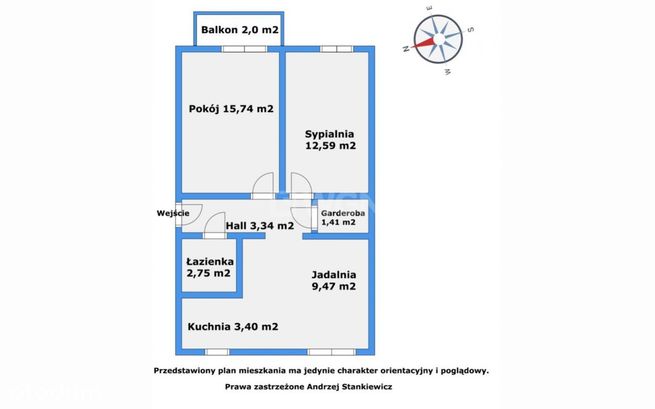 Balkon 2,0 m2
E
S
N
W
Pokój 15,74 m2
Sypialnia
12,59 m2
Wejście
Garderoba
1,41 m2
Hall 3,34 m2
Łazienka
2,75 m2
Jadalnia
9,47 m2
Kuchnia 3,40 m2
Przedstawiony plan mieszkania ma jedynie charakter orientacyjny i poglądowy.
Prawa zastrzeżone Andrzej Stankiewicz